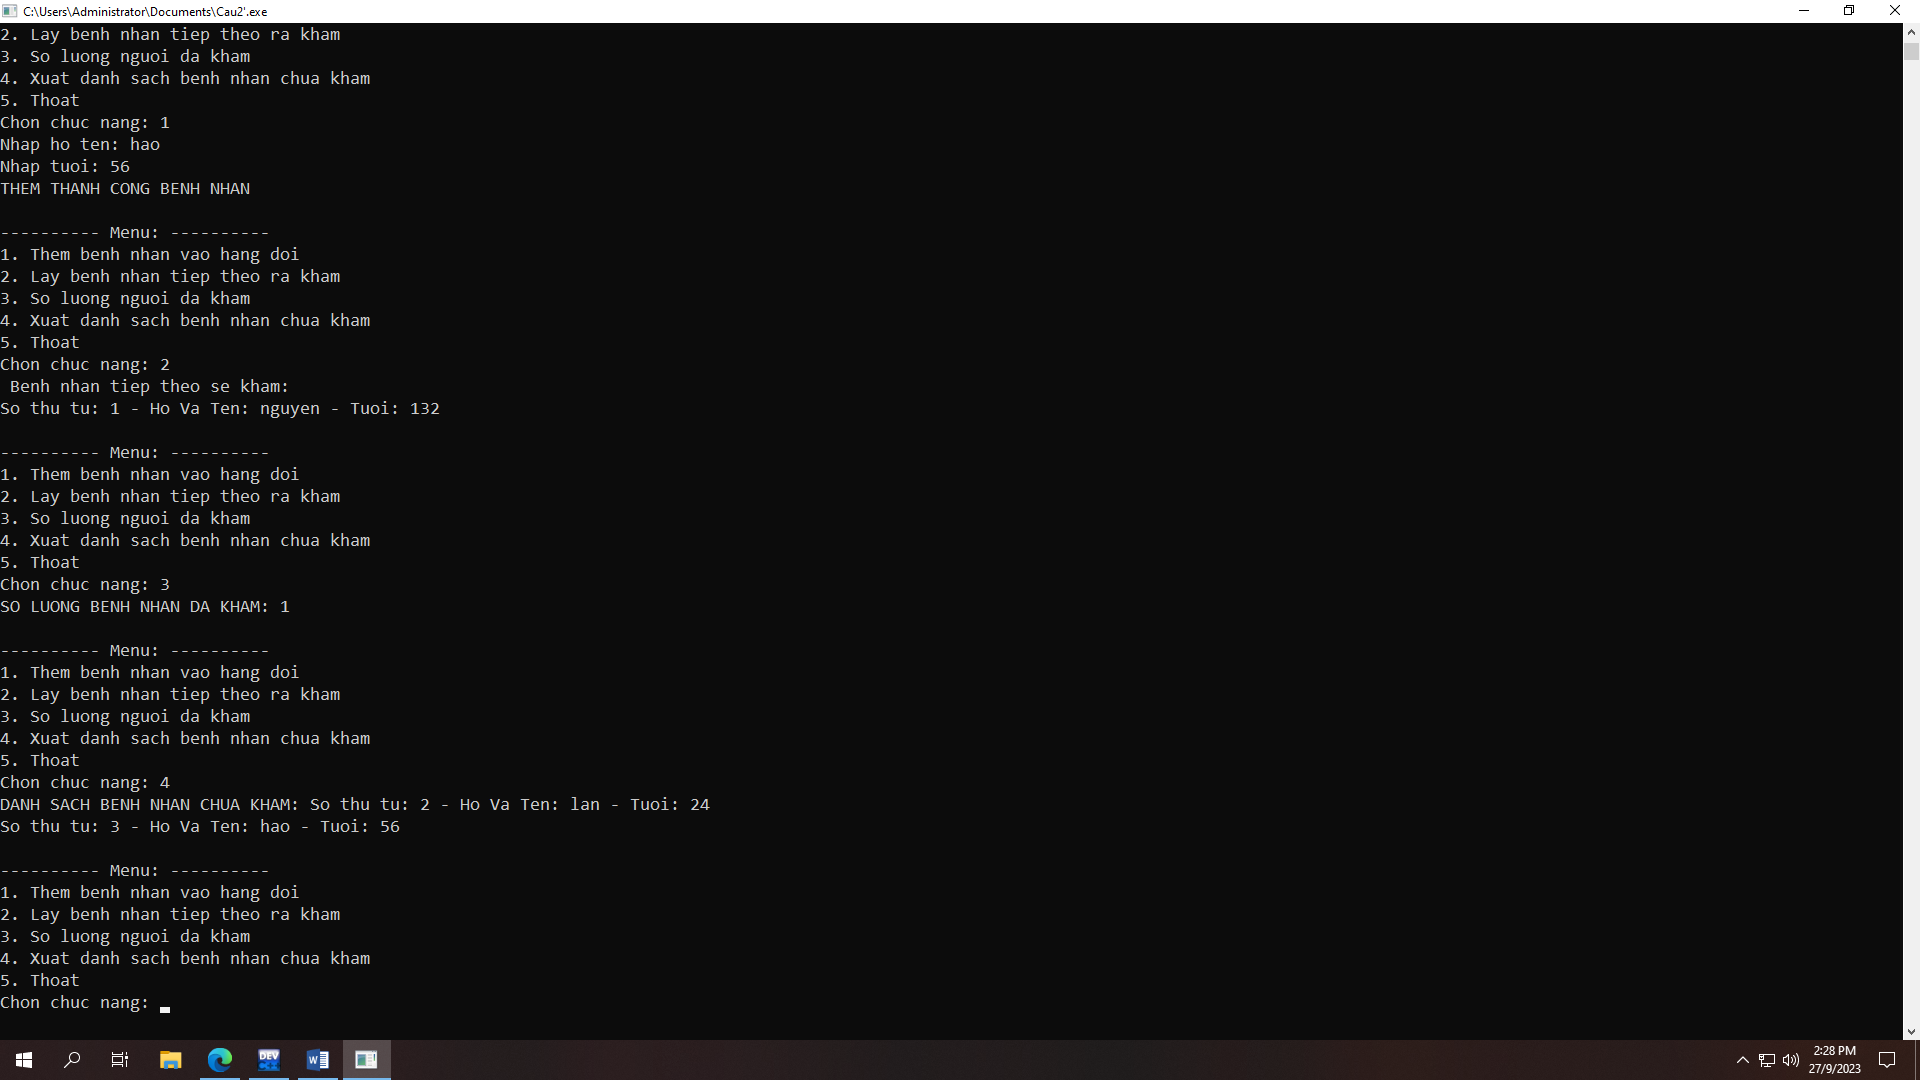 C:\Users\Administrator\Documents\Cau2'.exe
2. Lay benh nhan tiep theo ra kham
3. So luong nguoi da kham
4. Xuat danh sach benh nhan chua kham
5. Thoat
Chon chuc nang: 1
Nhap ho ten: hao
Nhap tuoi: 56
THEM THANH CONG BENH NHAN
---------- Menu: ----------
1. Them benh nhan vao hang doi
2. Lay benh nhan tiep theo ra kham
3. So luong nguoi da kham
4. Xuat danh sach benh nhan chua kham
5. Thoat
Chon chuc nang: 2
Benh nhan tiep theo se kham:
So thu tu: 1 - Ho Va Ten: nguyen - Tuoi: 132
---------- Menu: ----------
1. Them benh nhan vao hang doi
2. Lay benh nhan tiep theo ra kham
3. So luong nguoi da kham
4. Xuat danh sach benh nhan chua kham
5. Thoat
Chon chuc nang: 3
SO LUONG BENH NHAN DA KHAM: 1
---------- Menu: ----------
1. Them benh nhan vao hang doi
2. Lay benh nhan tiep theo ra kham
3. So luong nguoi da kham
4. Xuat danh sach benh nhan chua kham
5. Thoat
Chon chuc nang: 4
DANH SACH BENH NHAN CHUA KHAM: So thu tu: 2 - Ho Va Ten: lan - Tuoi: 24
So thu tu: 3 - Ho Va Ten: hao - Tuoi: 56
---------- Menu: ----------
1. Them benh nhan vao hang doi
2. Lay benh nhan tiep theo ra kham
3. So luong nguoi da kham
4. Xuat danh sach benh nhan chua kham
5. Thoat
Chon chuc nang:
DEV
2:28 PM
27/9/2023